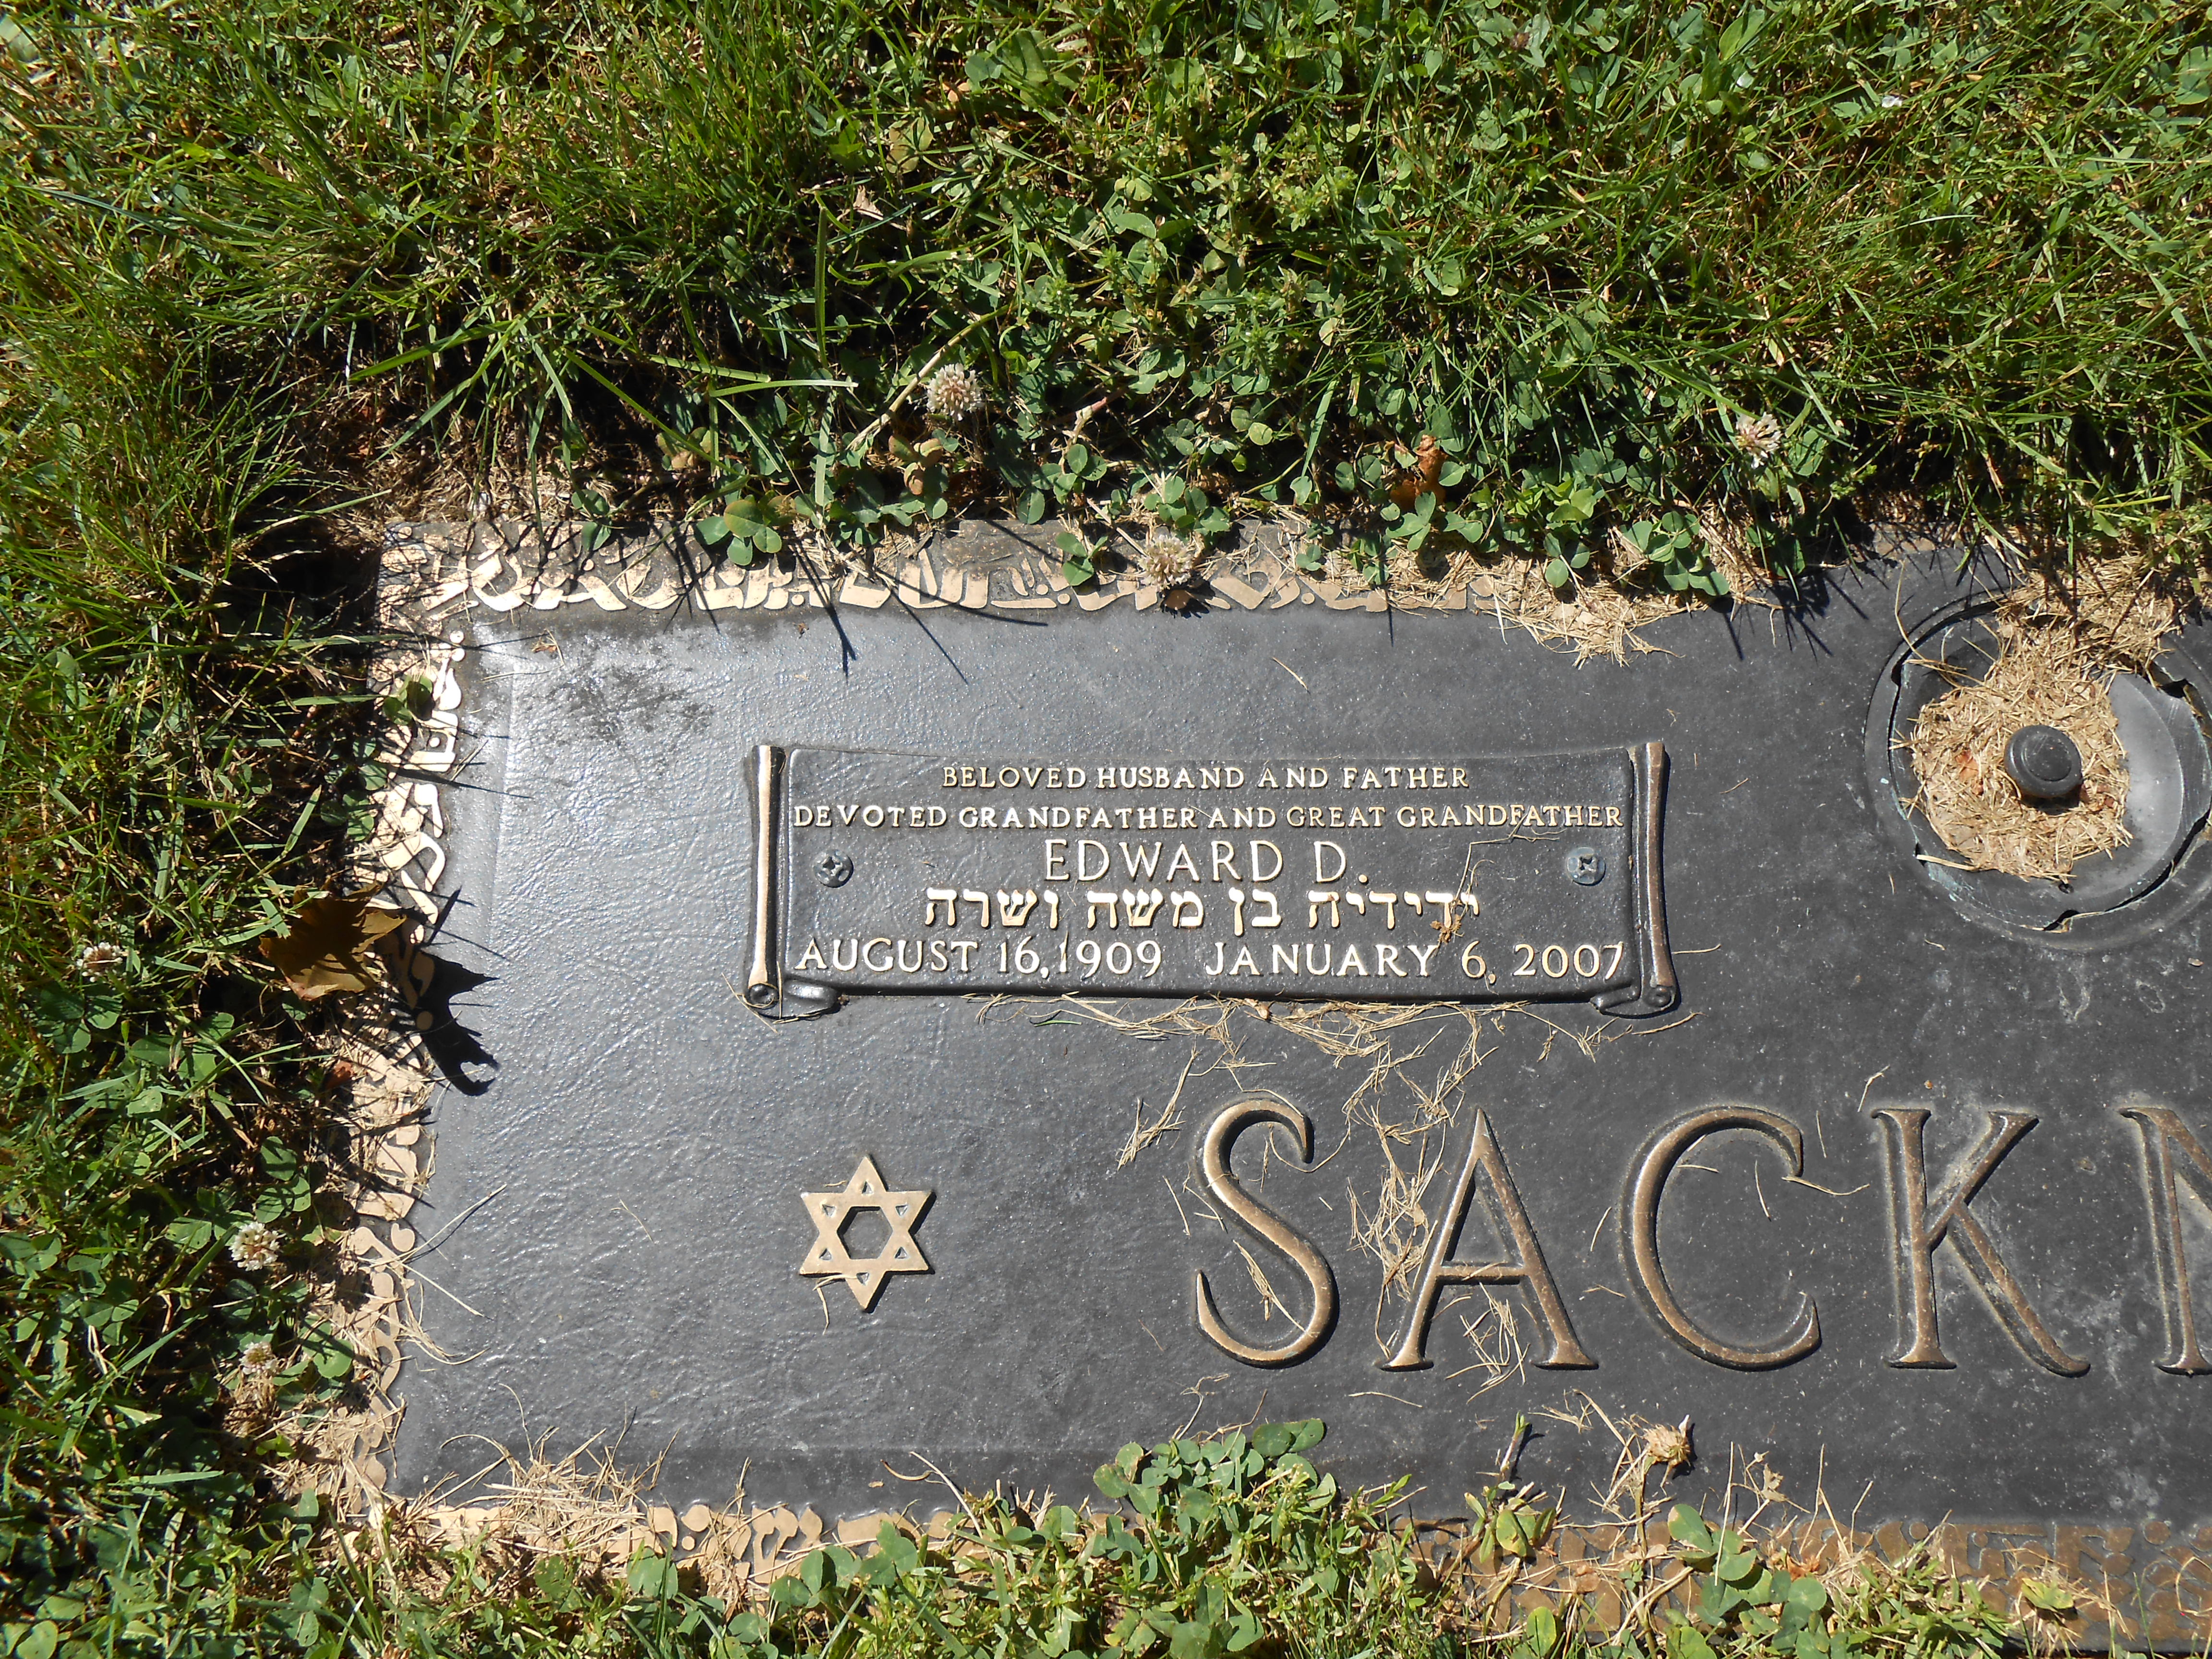 BELOVED HUSBAND AND FATHER
DEVOTED GRANDFATHER AND GREAT GRANDFATHER
EDWARD D.
ידידיה בן משה ושרה
AUGUST 16, 1909 JANUARY 6, 2007
SACKN